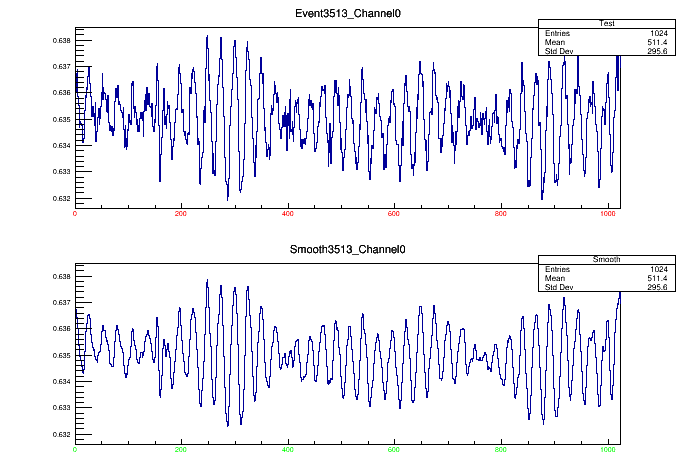 Event3513_Channel0
Test
Entries 1024
Mean 511.4
Std Dev 295.6
0.638
0.637
0.636
0.635
0.634
0.633
0.632
0 200 400 600 800 1000
Smooth3513_Channel0
Smooth
Entries 1024
Mean 511.4
Std Dev 295.6
0.638
0.637
0.636
0.635
0.634
0.633
0.632
0 200 400 600 800 1000